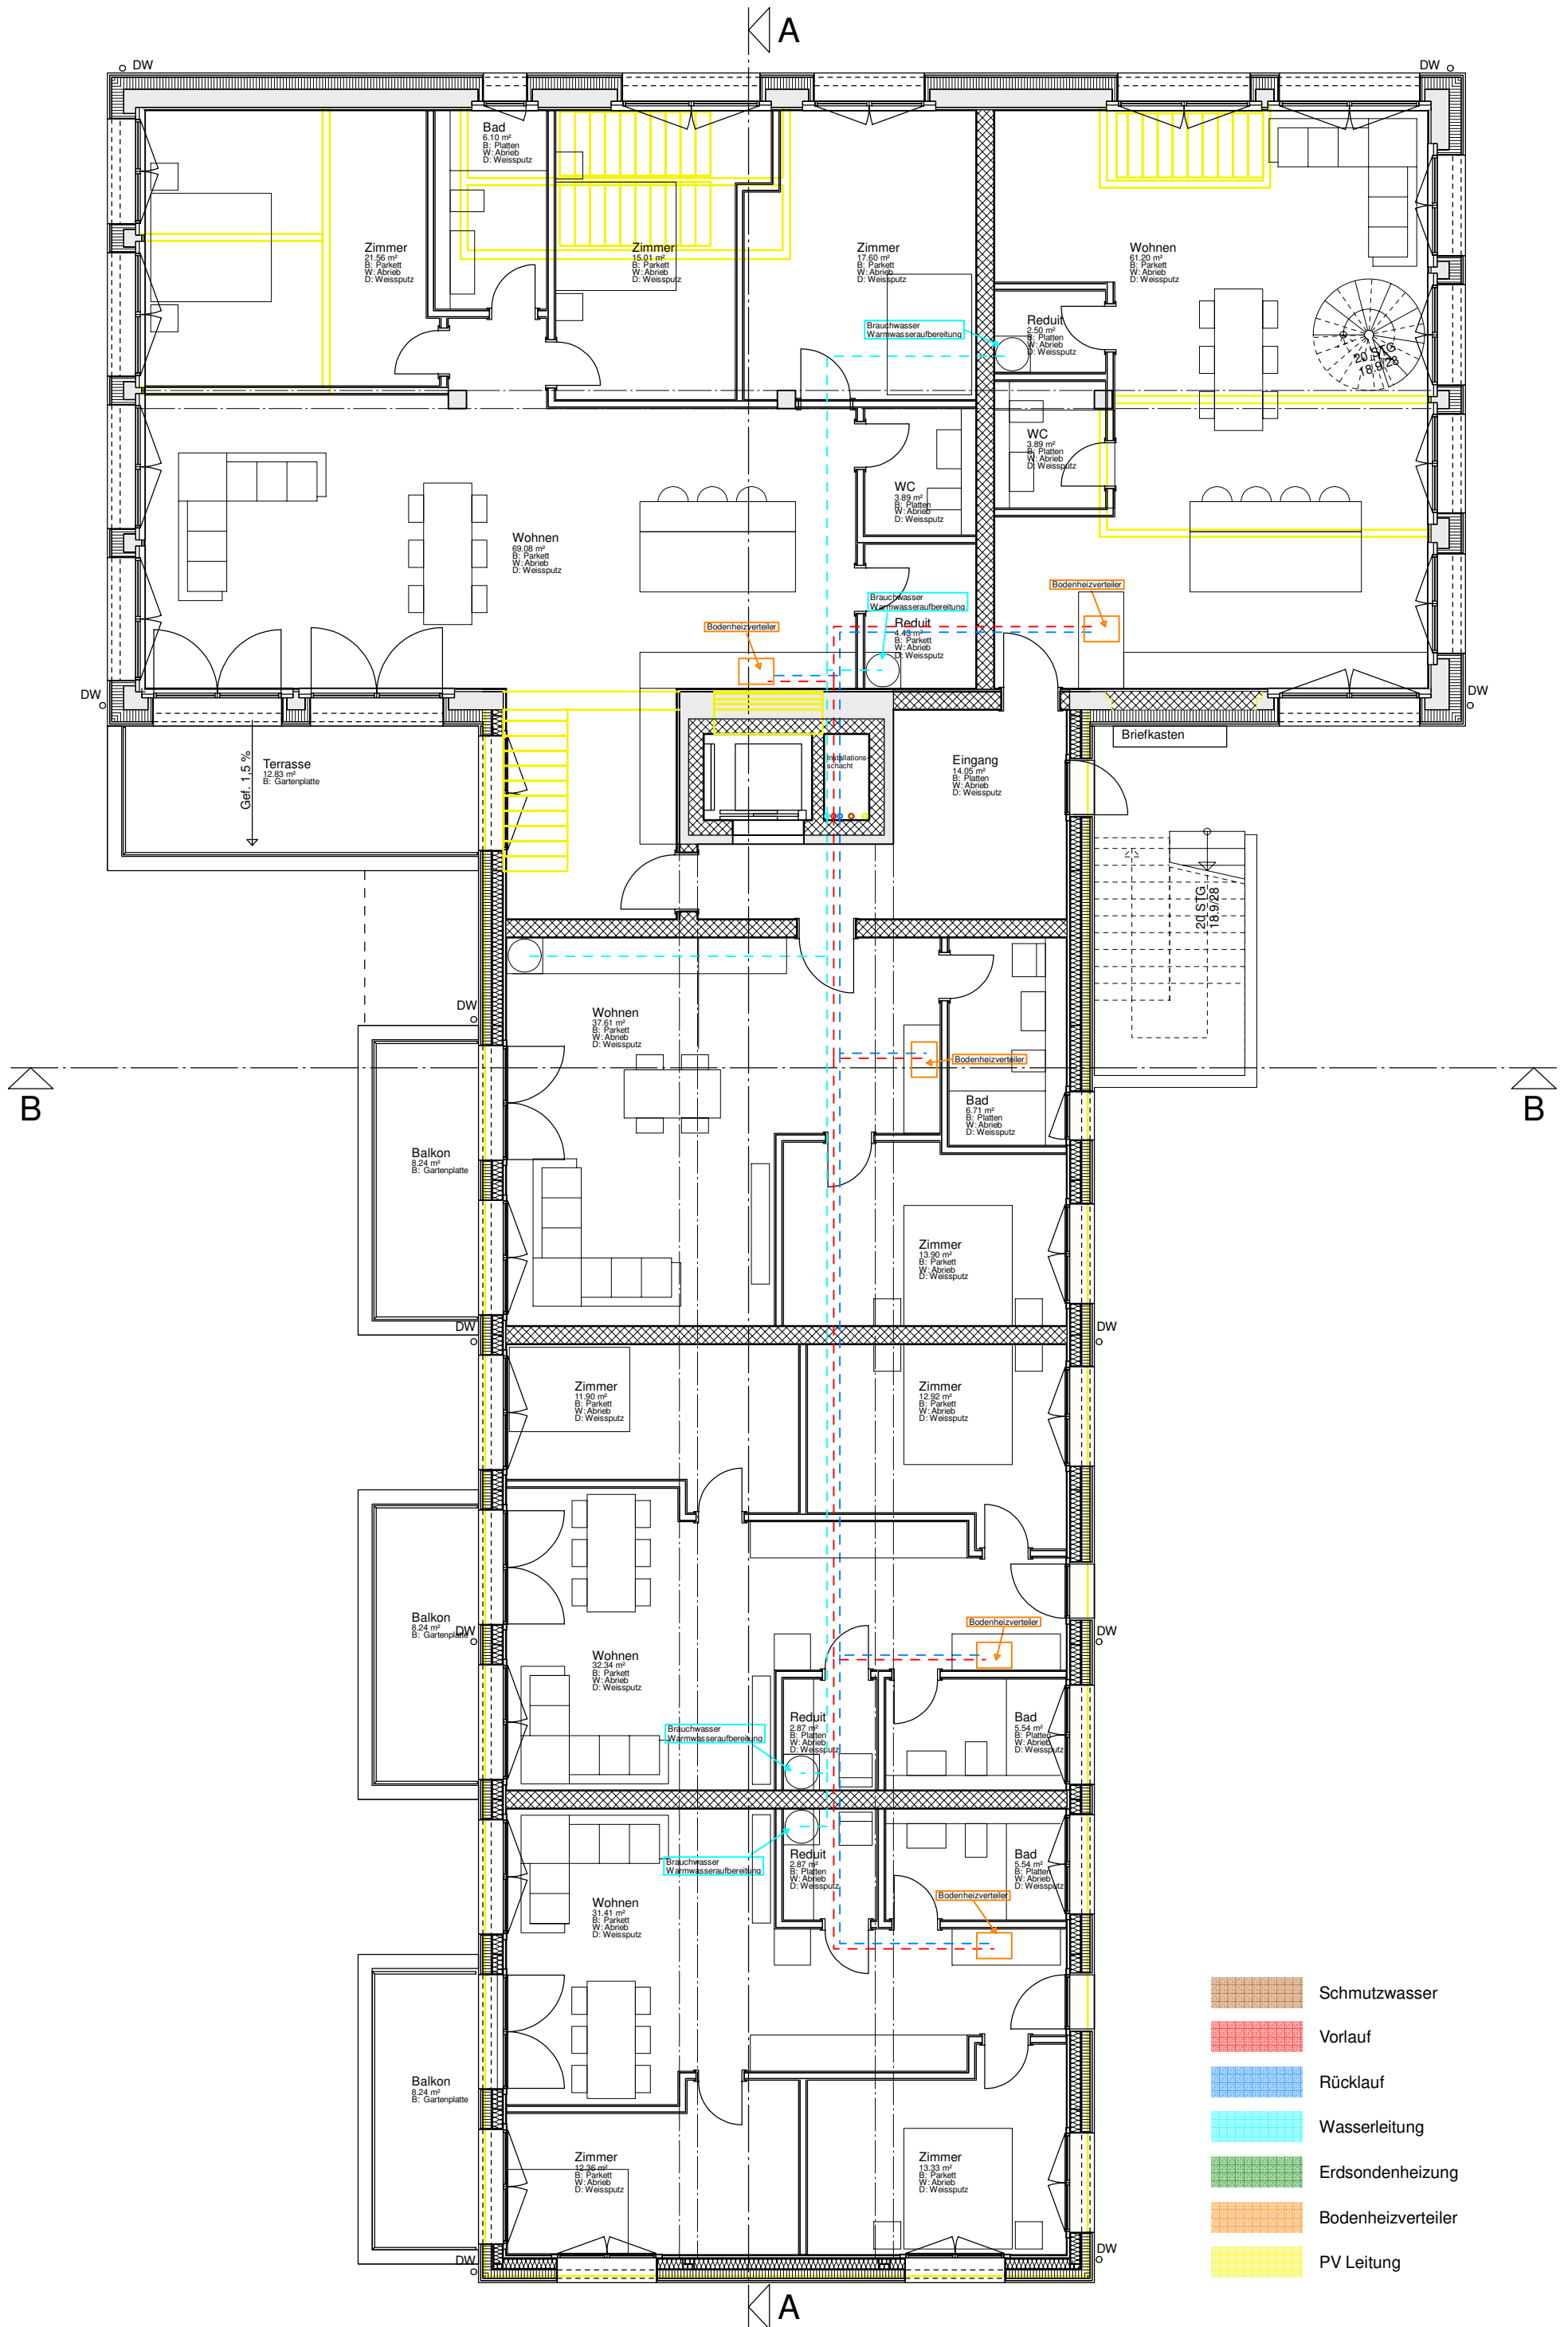 A
DW
DW
Bad
6.10 m²
B: Platten
W: Abrieb
D: Weissputz
Zimmer
21.56 m²
B: Parkett
W: Abrieb
D: Weissputz
Zimmer
15.01 m²
B: Parkett
W: Abrieb
D: Weissputz
Zimmer
17.60 m²
B: Parkett
W: Abrieb
D: Weissputz
Wohnen
61.20 m²
B: Parkett
W: Abrieb
D: Weissputz
Brauchwasser
Warmwasseraufbereitung
Reduit
2.50 m²
B: Platten
W: Abrieb
D: Weissputz
20 STG
18.9/28
WC
3.89 m²
B: Platten
W: Abrieb
D: Weissputz
WC
3.89 m²
B: Platten
W: Abrieb
D: Weissputz
Wohnen
69.08 m²
B: Parkett
W: Abrieb
D: Weissputz
Bodenheizverteiler
Brauchwasser
Warmwasseraufbereitung
Bodenheizverteiler
Reduit
4.43 m²
B: Parkett
W: Abrieb
D: Weissputz
DW
DW
Briefkasten
Terrasse
12.83 m²
B: Gartenplatte
Gef. 1,5 %
Installations-
schacht
Eingang
14.05 m²
B: Platten
W: Abrieb
D: Weissputz
20 STG
18.9/28
DW
Wohnen
37.61 m²
B: Parkett
W: Abrieb
D: Weissputz
Bodenheizverteiler
B
B
Bad
6.71 m²
B: Platten
W: Abrieb
D: Weissputz
Balkon
8.24 m²
B: Gartenplatte
Zimmer
13.90 m²
B: Parkett
W: Abrieb
D: Weissputz
DW
DW
Zimmer
11.90 m²
B: Parkett
W: Abrieb
D: Weissputz
Zimmer
12.92 m²
B: Parkett
W: Abrieb
D: Weissputz
Balkon
8.24 m²
B: Gartenplatte
DW
DW
Bodenheizverteiler
Wohnen
32.34 m²
B: Parkett
W: Abrieb
D: Weissputz
Reduit
2.87 m²
B: Platten
W: Abrieb
D: Weissputz
Bad
5.54 m²
B: Platten
W: Abrieb
D: Weissputz
Brauchwasser
Warmwasseraufbereitung
Brauchwasser
Warmwasseraufbereitung
Reduit
2.87 m²
B: Platten
W: Abrieb
D: Weissputz
Bad
5.54 m²
B: Platten
W: Abrieb
D: Weissputz
Bodenheizverteiler
Wohnen
31.41 m²
B: Parkett
W: Abrieb
D: Weissputz
Balkon
8.24 m²
B: Gartenplatte
Zimmer
12.36 m²
B: Parkett
W: Abrieb
D: Weissputz
Zimmer
13.33 m²
B: Parkett
W: Abrieb
D: Weissputz
DW
DW
Schmutzwasser
Vorlauf
Rücklauf
Wasserleitung
Erdsondenheizung
Bodenheizverteiler
PV Leitung
A